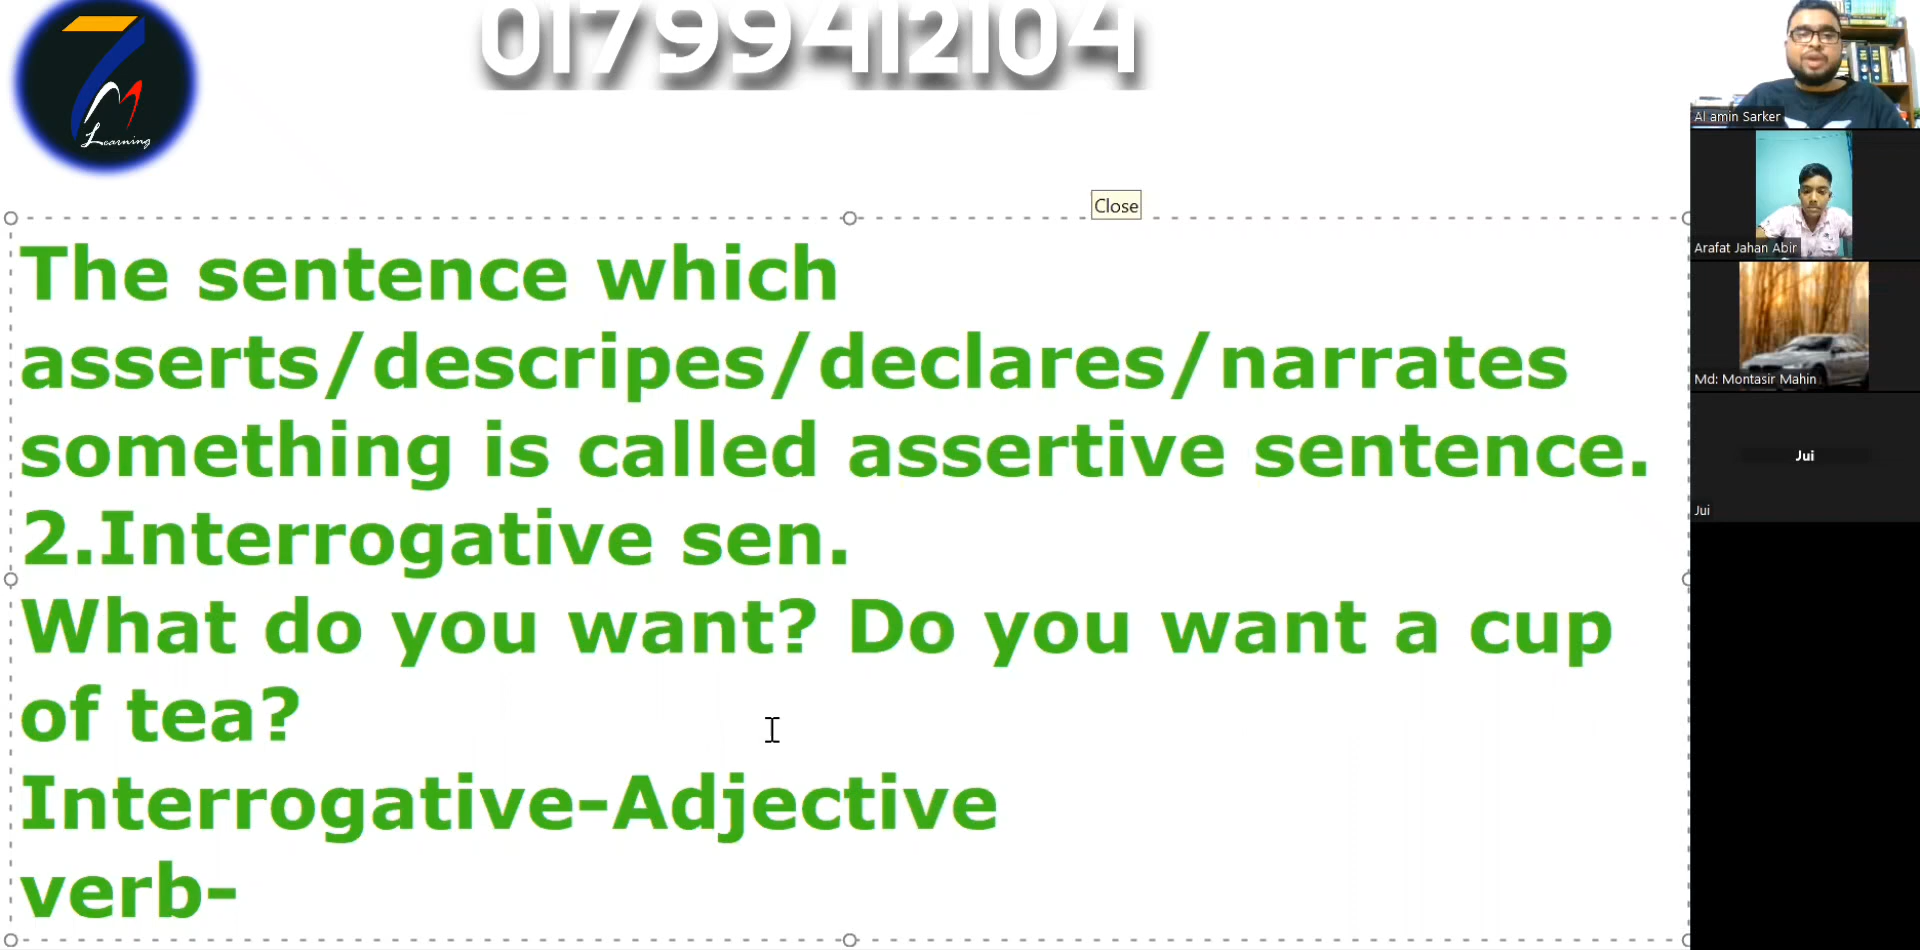 01799412104
7
M
Learning
Close
The sentence which
asserts/descripes/declares/narrates
something is called assertive sentence.
2.Interrogative sen.
What do you want? Do you want a cup
of tea?
Interrogative-Adjective
verb-
Al amin Sarker
Arafat Jahan Abir
Md: Montasir Mahin
Jui
Jui